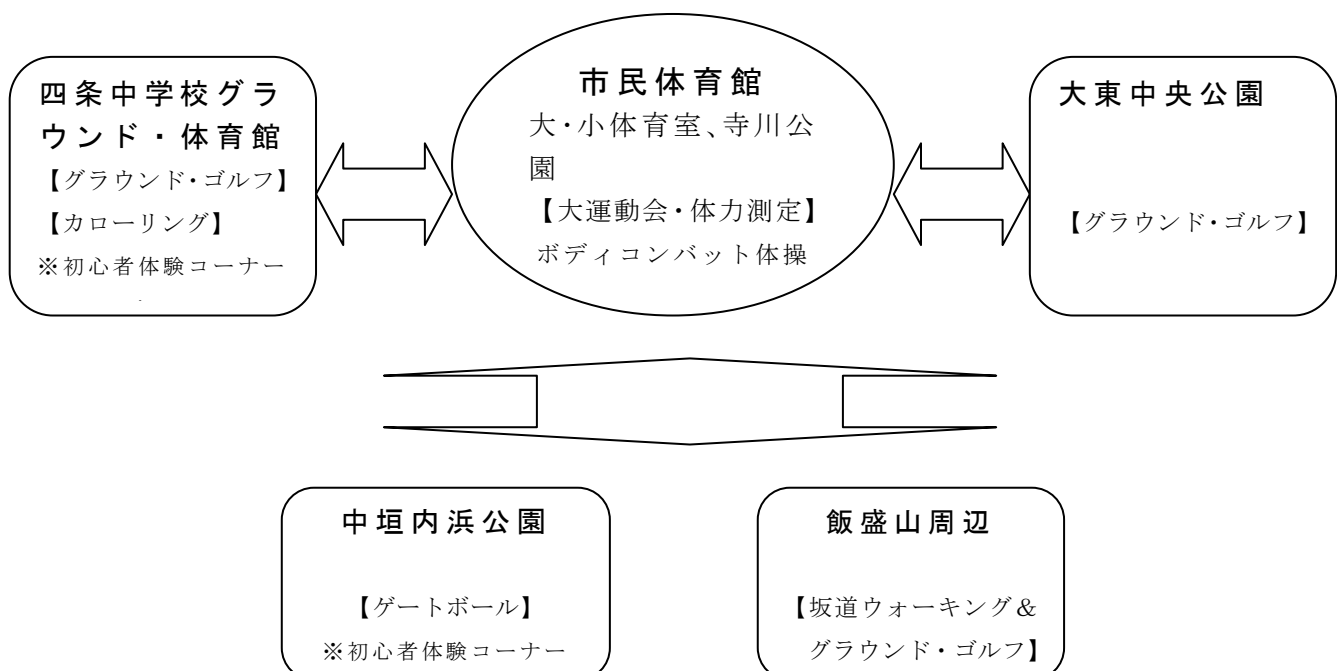 四条中学校グラ
ウンド・体育館
【グラウンド・ゴルフ】
【カローリング】
※初心者体験コーナー
市民体育館
大・小体育室、寺川公
園
【大運動会・体力測定】
ボディコンバット体操
大東中央公園
【グラウンド・ゴルフ】
中垣内浜公園
【ゲートボール】
※初心者体験コーナー
飯盛山周辺
【坂道ウォーキング＆
グラウンド・ゴルフ】